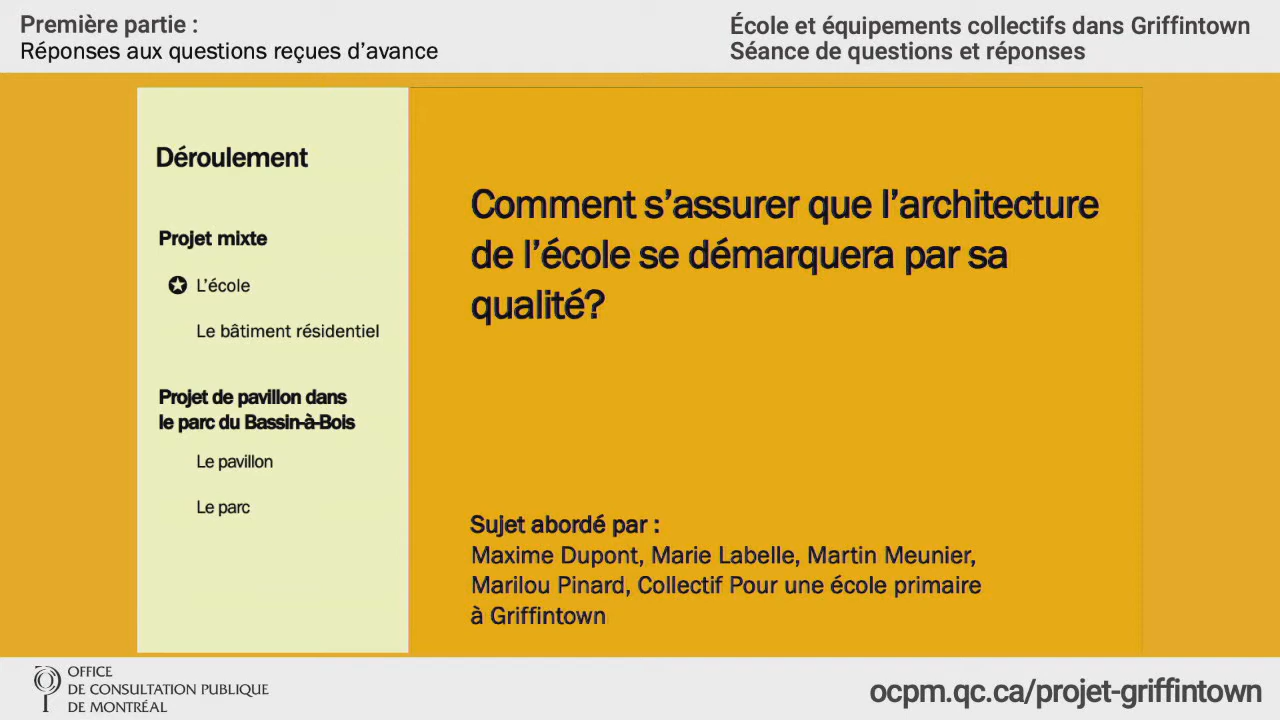 Première partie :
Réponses aux questions reçues d’avance
École et équipements collectifs dans Griffintown
Séance de questions et réponses
Déroulement
Projet mixte
L’école
Le bâtiment résidentiel
Projet de pavillon dans
le parc du Bassin-à-Bois
Le pavillon
Le parc
Comment s’assurer que l’architecture
de l’école se démarquera par sa
qualité?
Sujet abordé par :
Maxime Dupont, Marie Labelle, Martin Meunier,
Marilou Pinard, Collectif Pour une école primaire
à Griffintown
OFFICE
DE CONSULTATION PUBLIQUE
DE MONTRÉAL
ocpm.qc.ca/projet-griffintown